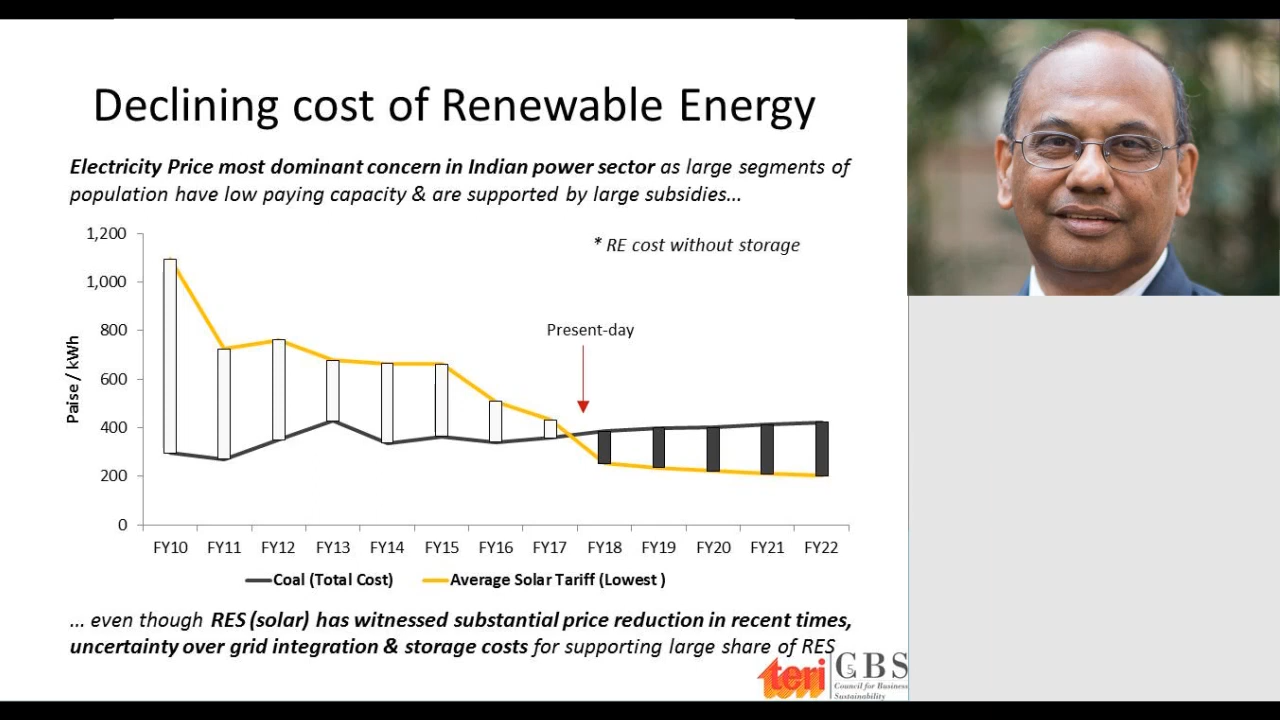 Declining cost of Renewable Energy
Electricity Price most dominant concern in Indian power sector as large segments of
population have low paying capacity & are supported by large subsidies...
* RE cost without storage
Present-day
Paise / kWh
1,200
1,000
800
600
400
200
0
FY10 FY11 FY12 FY13 FY14 FY15 FY16 FY17 FY18 FY19 FY20 FY21 FY22
Coal (Total Cost) Average Solar Tariff (Lowest )
... even though RES (solar) has witnessed substantial price reduction in recent times,
uncertainty over grid integration & storage costs for supporting large share of RES
teri CBS
5
Council for Business
Sustainability